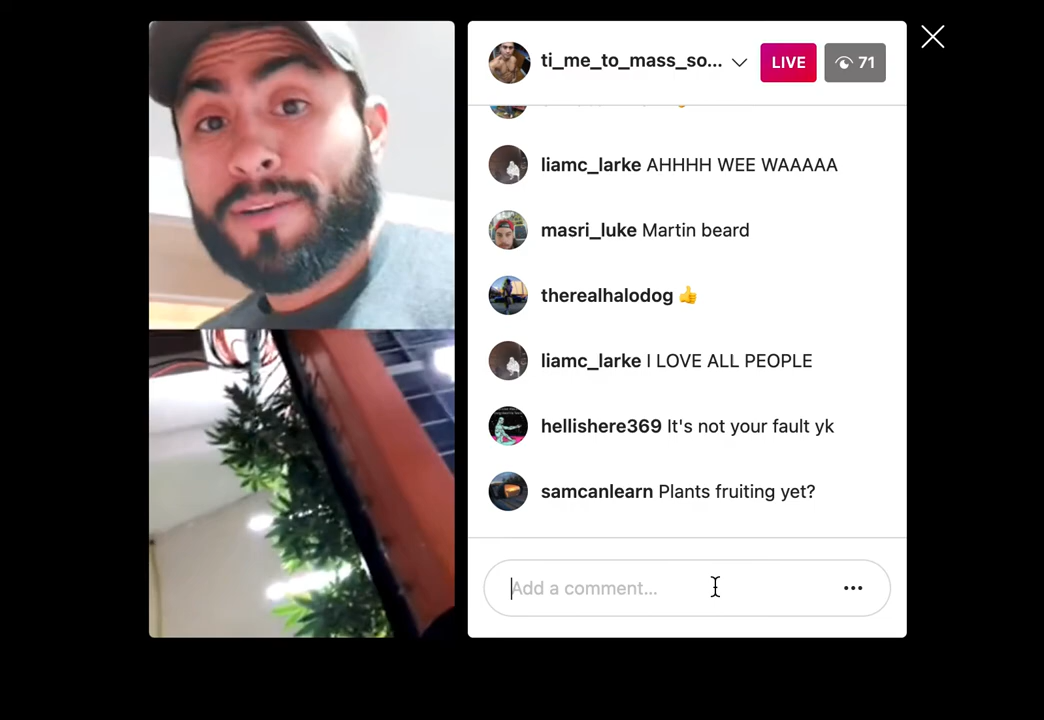 ti_me_to_mass_so...
LIVE
71
liamc_larke AHHHH WEE WAAAAA
masri_luke Martin beard
therealhalodog 👍
liamc_larke I LOVE ALL PEOPLE
hellishere369 It's not your fault yk
samcanlearn Plants fruiting yet?
Add a comment...